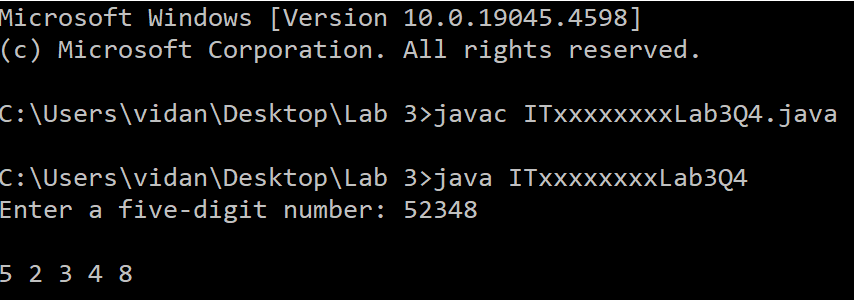 Microsoft Windows [Version 10.0.19045.4598]
(c) Microsoft Corporation. All rights reserved.
C:\Users\vidan\Desktop\Lab 3>javac ITxxxxxxxxLab3Q4.java
C:\Users\vidan\Desktop\Lab 3>java ITxxxxxxxxLab3Q4
Enter a five-digit number: 52348
5 2 3 4 8